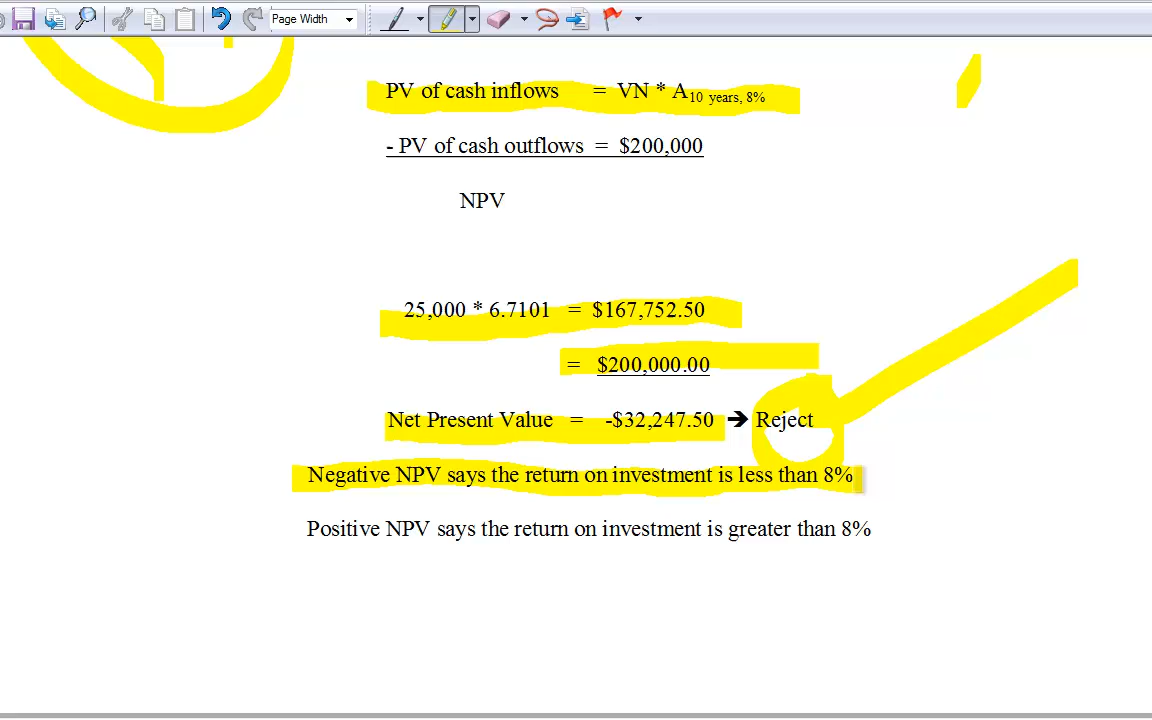 Page Width
PV of cash inflows = VN * A10 years, 8%
- PV of cash outflows = $200,000
NPV
25,000 * 6.7101 = $167,752.50
= $200,000.00
Net Present Value = -$32,247.50 ➔ Reject
Negative NPV says the return on investment is less than 8%
Positive NPV says the return on investment is greater than 8%